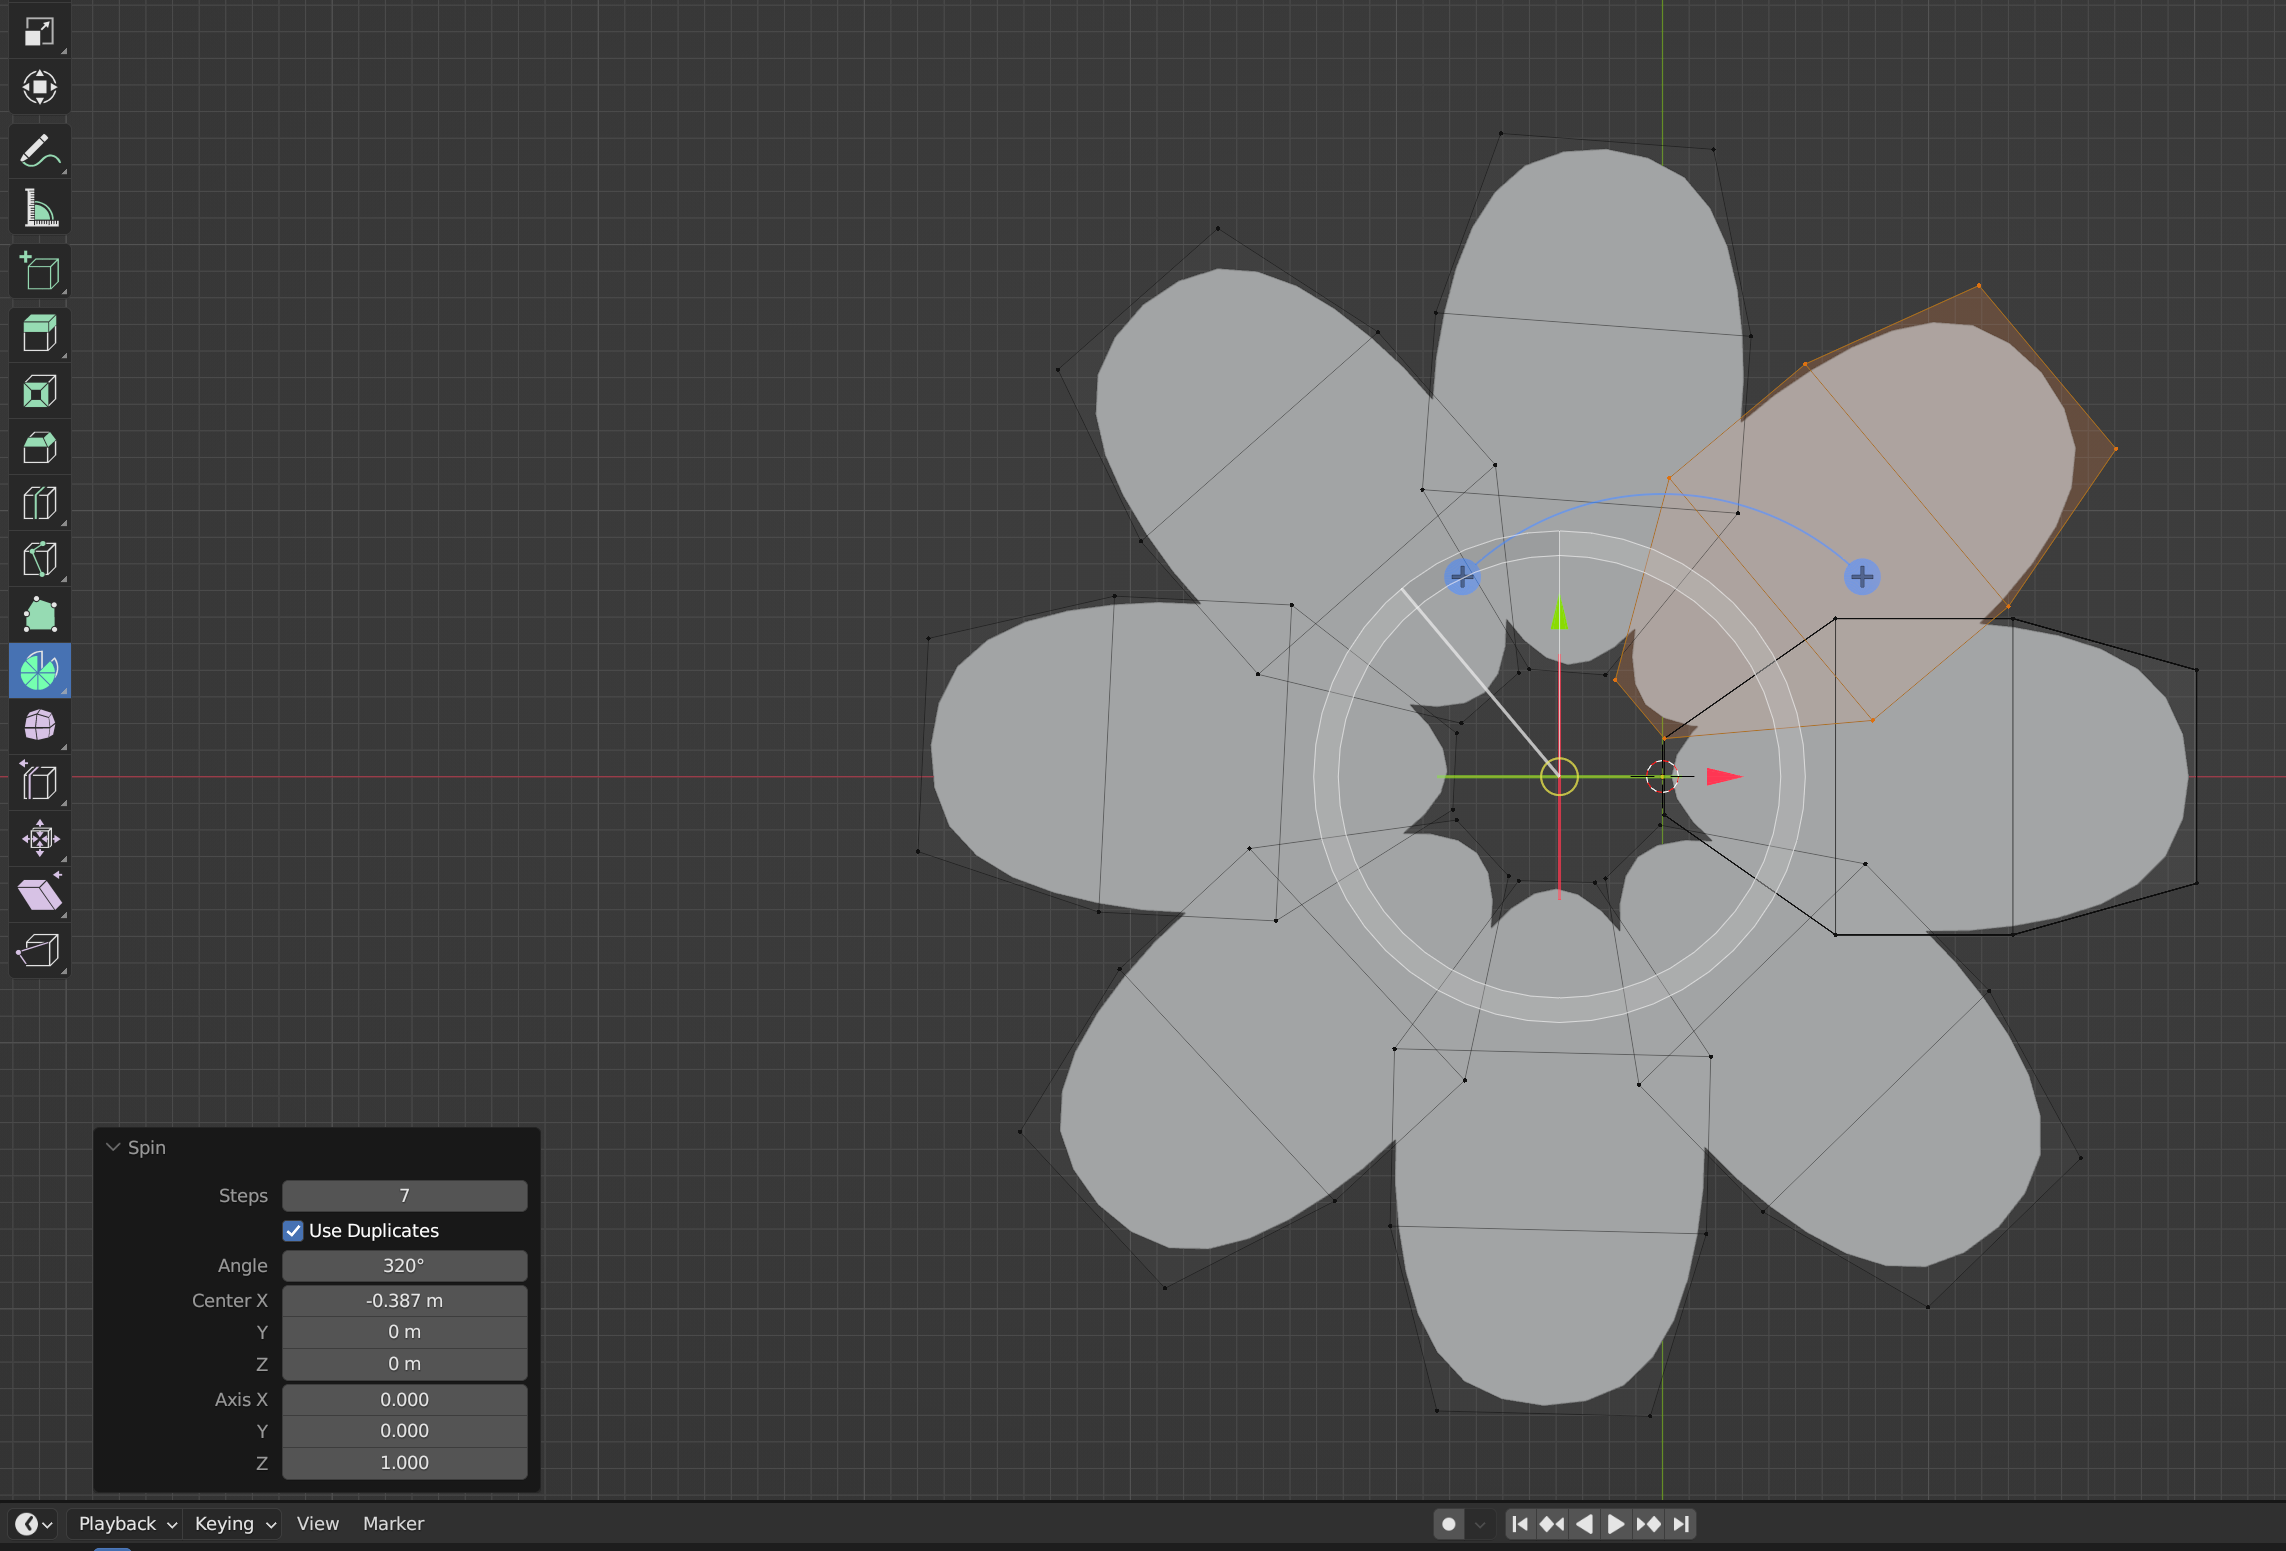 Spin
Steps 7
Use Duplicates
Angle 320°
Center X -0.387 m
Y 0 m
Z 0 m
Axis X 0.000
Y 0.000
Z 1.000
Playback Keying View Marker